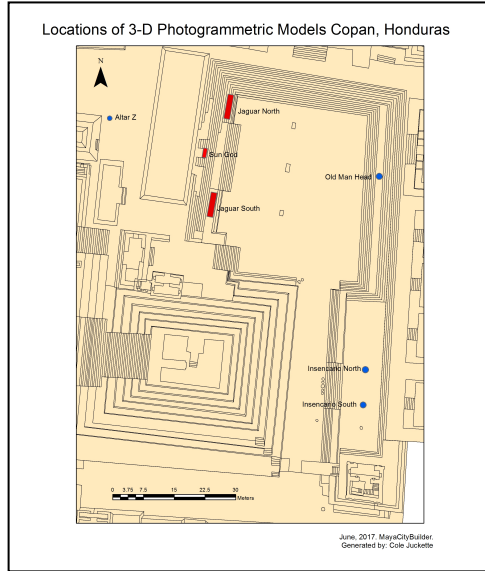 Locations of 3-D Photogrammetric Models Copan, Honduras
N
Jaguar North
Altar Z
Sun God
Old Man Head
Jaguar South
Insencario North
Insencario South
0 3.75 7.5 15 22.5 30
Meters
June, 2017. MayaCityBuilder.
Generated by: Cole Juckette